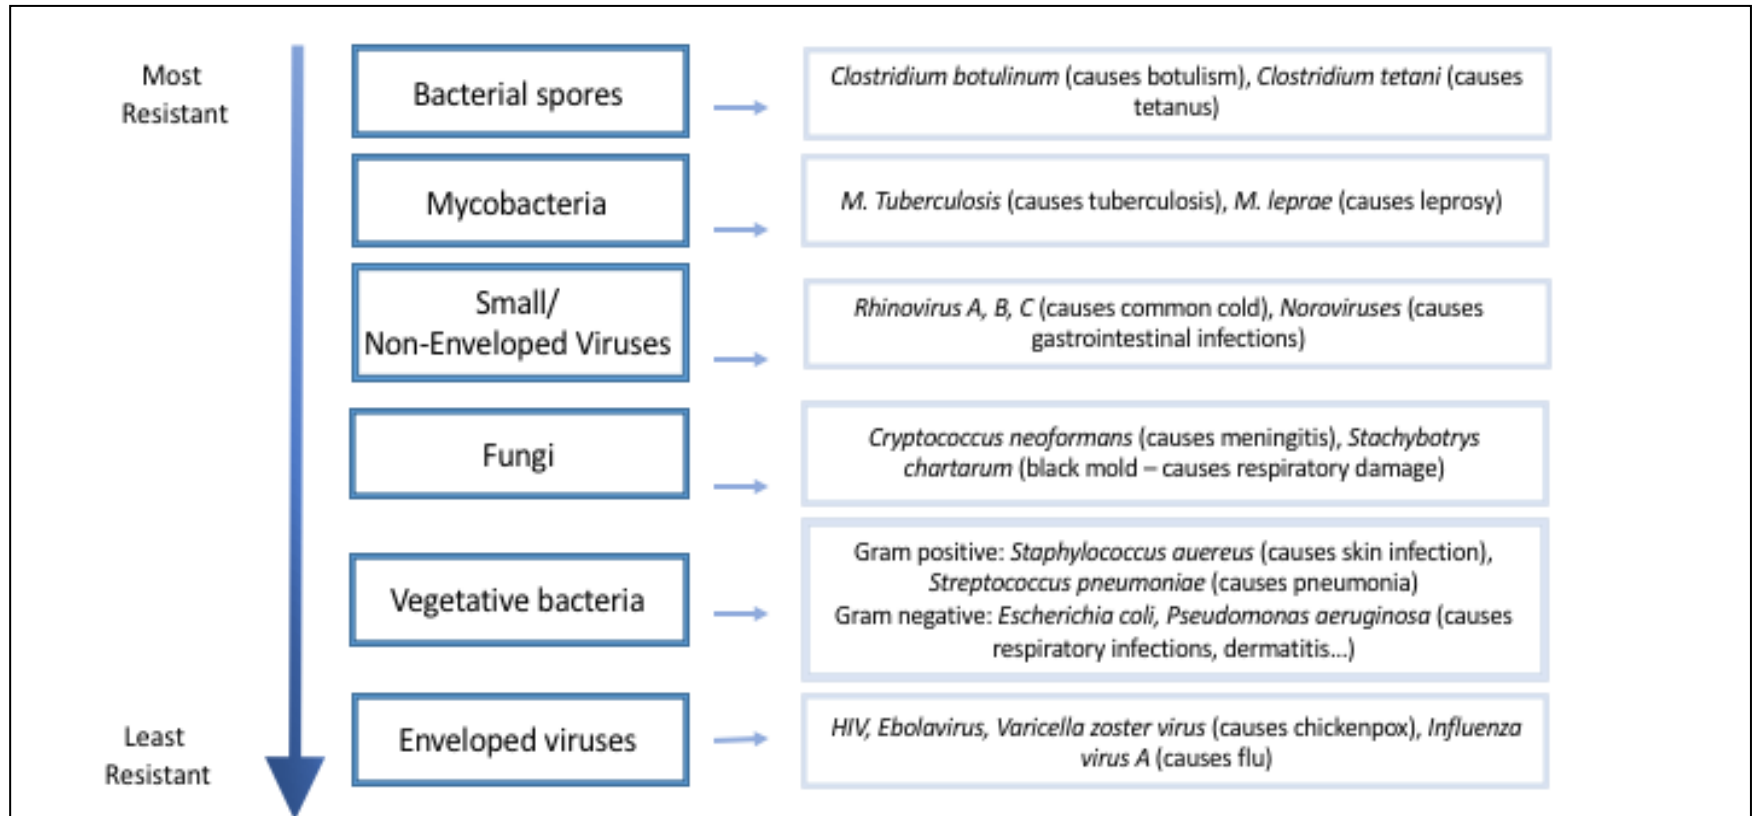 Most
Resistant
Bacterial spores
Clostridium botulinum (causes botulism), Clostridium tetani (causes
tetanus)
Mycobacteria
M. Tuberculosis (causes tuberculosis), M. leprae (causes leprosy)
Small/
Non-Enveloped Viruses
Rhinovirus A, B, C (causes common cold), Noroviruses (causes
gastrointestinal infections)
Fungi
Cryptococcus neoformans (causes meningitis), Stachybotrys
chartarum (black mold – causes respiratory damage)
Vegetative bacteria
Gram positive: Staphylococcus auereus (causes skin infection),
Streptococcus pneumoniae (causes pneumonia)
Gram negative: Escherichia coli, Pseudomonas aeruginosa (causes
respiratory infections, dermatitis...)
Least
Resistant
Enveloped viruses
HIV, Ebolavirus, Varicella zoster virus (causes chickenpox), Influenza
virus A (causes flu)